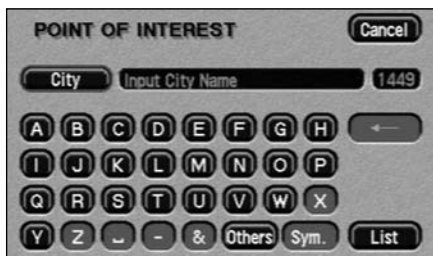 POINT OF INTEREST Cancel
City Input City Name 1449
A B C D E F G H ←
I J K L M N O P
Q R S T U V W X
Y Z ␣ - & Others Sym. List